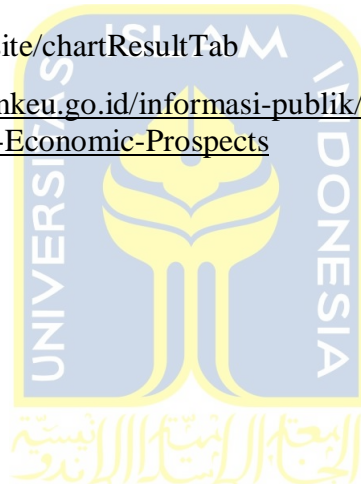 ite/chartResultTab
nkeu.go.id/informasi-publik/
-Economic-Prospects
UNIVERSITAS ISLAM INDONESIA